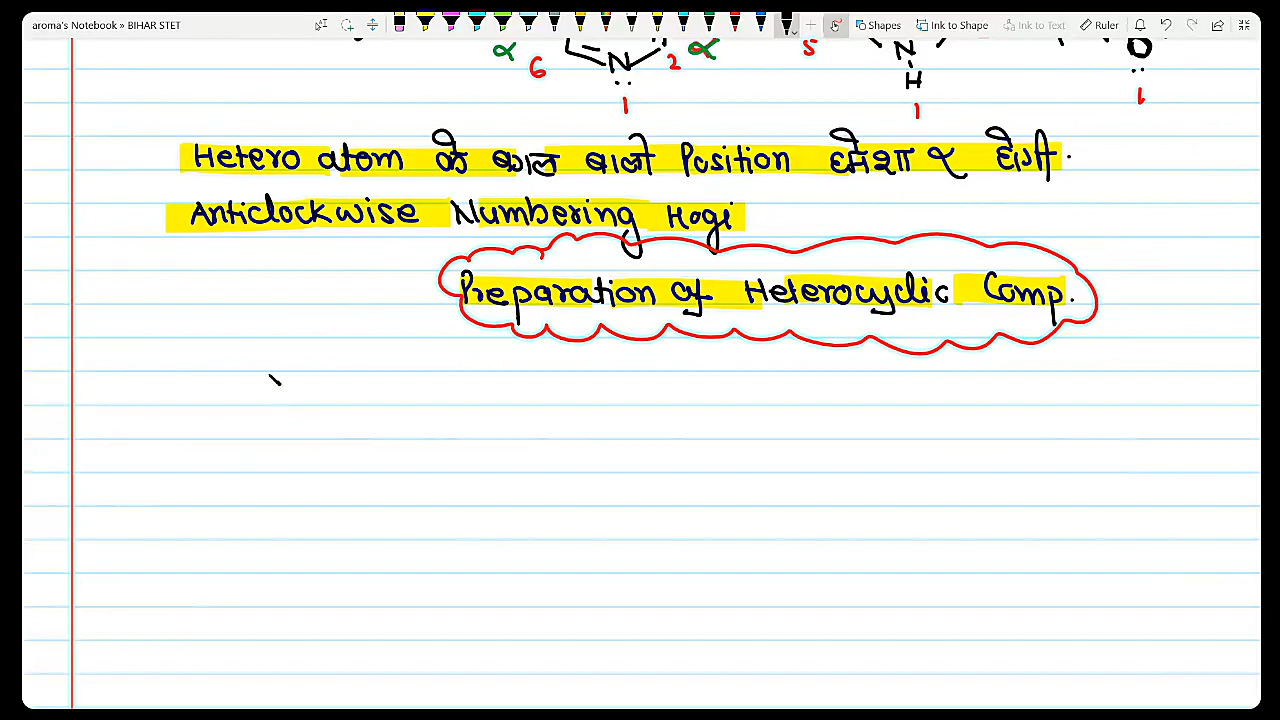 aroma's Notebook » BIHAR STET
Shapes Ink to Shape Ink to Text Ruler
α 6 N 2 α 5 N O
H
1 1 1
Hetero atom के बाल वाली Position हमेशा α होगी.
Anticlockwise Numbering Hogi
Preparation of Heterocyclic Comp.